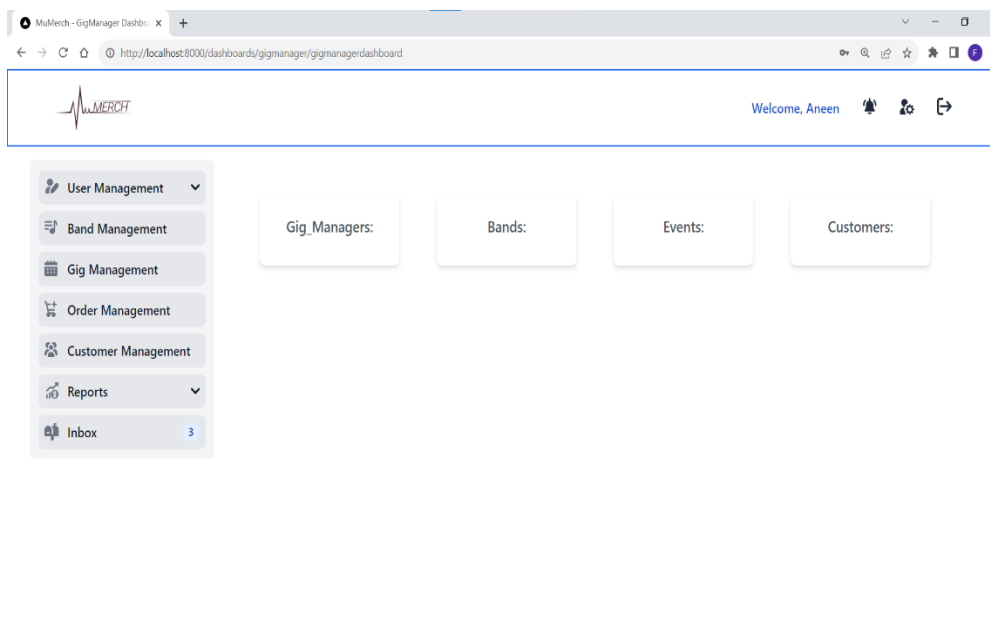 MuMerch - GigManager Dashbo
http://localhost:8000/dashboards/gigmanager/gigmanagerdashboard
F
MERCH
Welcome, Aneen
User Management
Band Management
Gig Management
Order Management
Customer Management
Reports
Inbox 3
Gig_Managers:
Bands:
Events:
Customers: